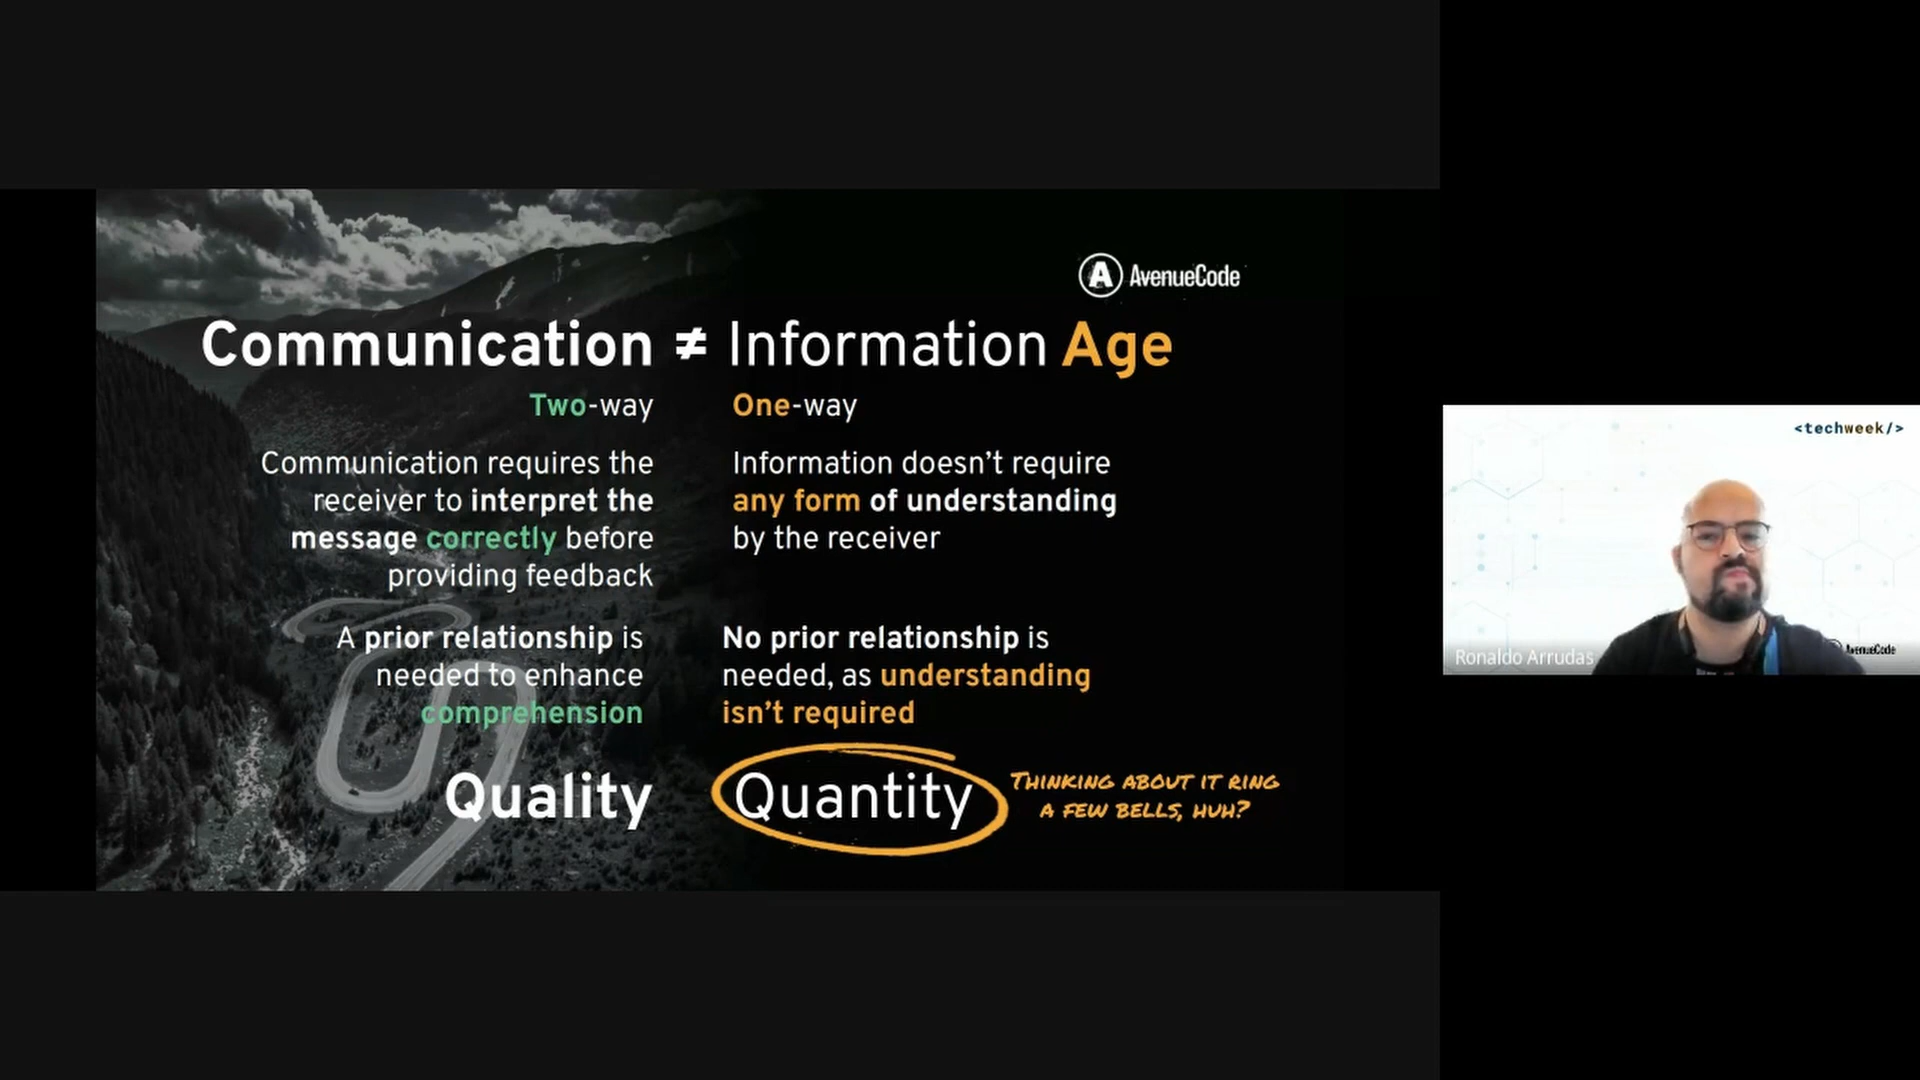 AvenueCode
Communication ≠ Information Age
Two-way
Communication requires the
receiver to interpret the
message correctly before
providing feedback
A prior relationship is
needed to enhance
comprehension
Quality
One-way
Information doesn't require
any form of understanding
by the receiver
No prior relationship is
needed, as understanding
isn't required
Quantity
THINKING ABOUT IT RING
A FEW BELLS, HUH?
<techweek/>
Ronaldo Arrudas
AvenueCode